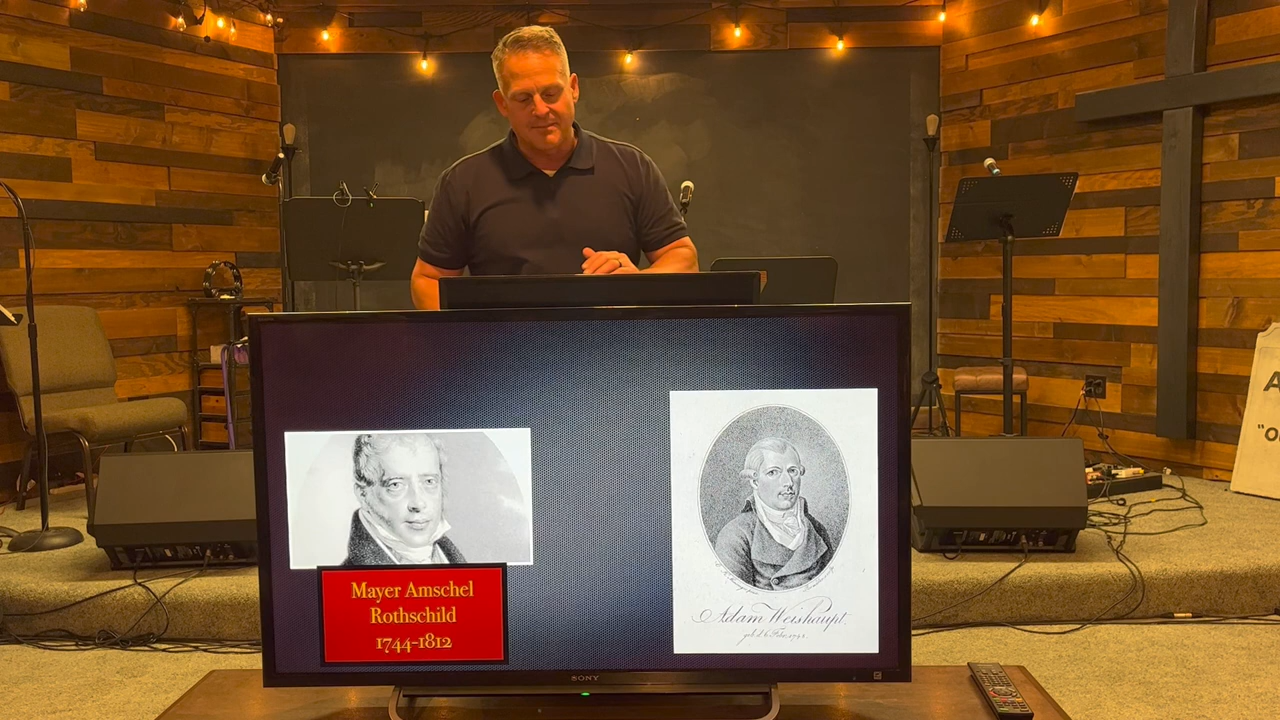 Mayer Amschel
Rothschild
1744-1812
Adam Weishaupt,
SONY
A
"O